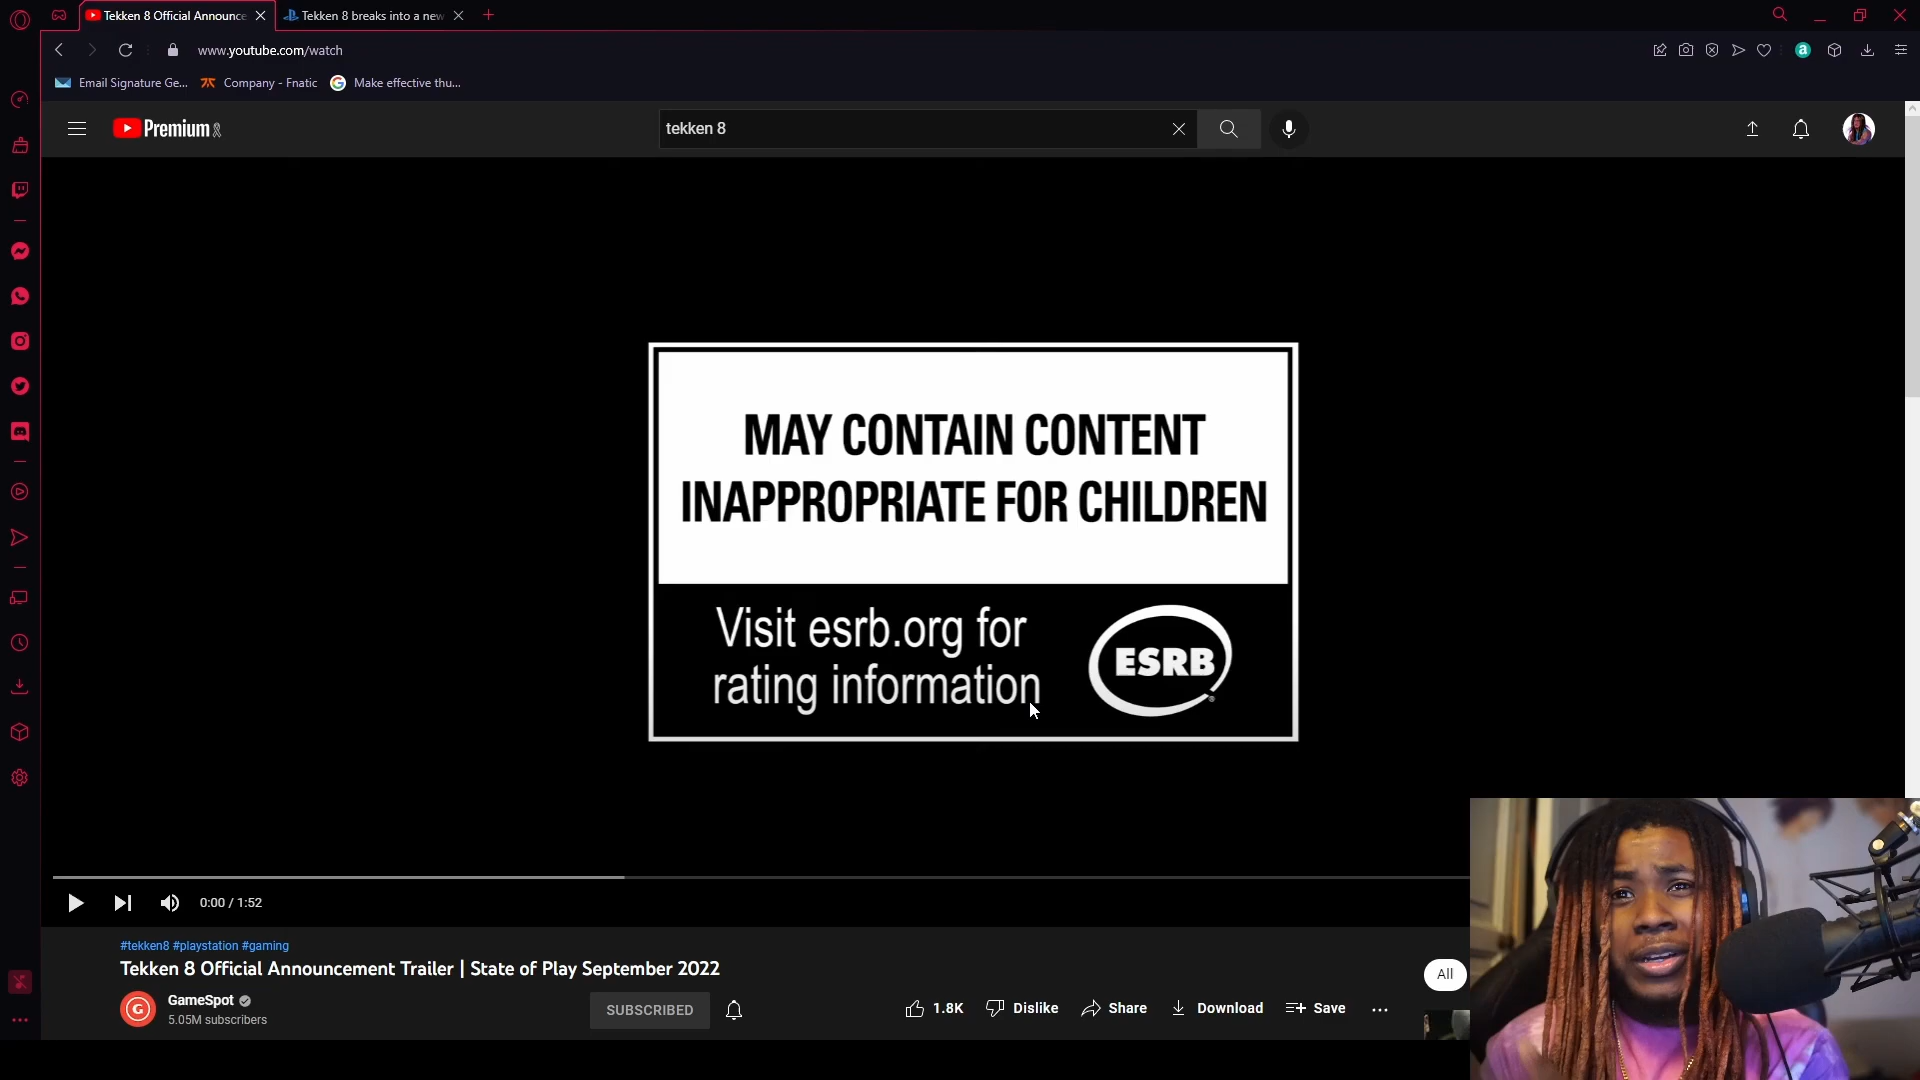 Tekken 8 Official Announce
Tekken 8 breaks into a new
www.youtube.com/watch
Email Signature Ge...
Company - Fnatic
Make effective thu...
Premium
tekken 8
MAY CONTAIN CONTENT
INAPPROPRIATE FOR CHILDREN
Visit esrb.org for
rating information
ESRB
0:00 / 1:52
#tekken8 #playstation #gaming
Tekken 8 Official Announcement Trailer | State of Play September 2022
All
GameSpot
5.05M subscribers
SUBSCRIBED
1.8K
Dislike
Share
Download
Save